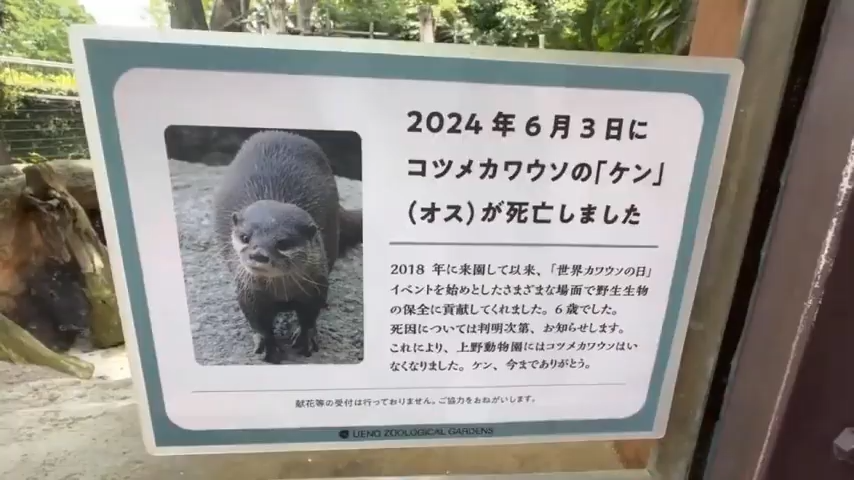 2024年6月3日に
コツメカワウソの「ケン」
（オス）が死亡しました
2018 年に来園して以来、「世界カワウソの日」
イベントを始めとしたさまざまな場面で野生生物
の保全に貢献してくれました。6歳でした。
死因については判明次第、お知らせします。
これにより、上野動物園にはコツメカワウソはい
なくなりました。ケン、今までありがとう。
献花等の受付は行っておりません。ご協力をおねがいします。
UENO ZOOLOGICAL GARDENS